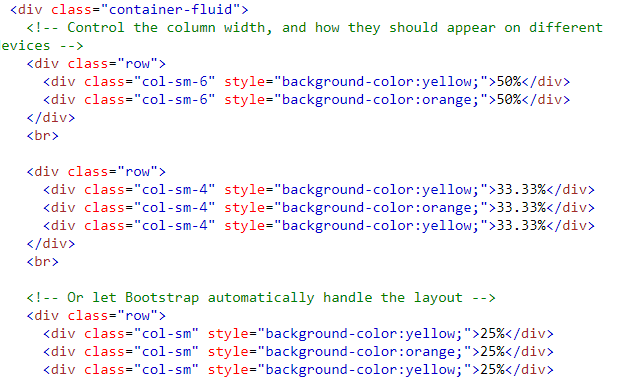 <div class="container-fluid">
<!-- Control the column width, and how they should appear on different
evices -->
<div class="row">
<div class="col-sm-6" style="background-color:yellow;">50%</div>
<div class="col-sm-6" style="background-color:orange;">50%</div>
</div>
<br>
<div class="row">
<div class="col-sm-4" style="background-color:yellow;">33.33%</div>
<div class="col-sm-4" style="background-color:orange;">33.33%</div>
<div class="col-sm-4" style="background-color:yellow;">33.33%</div>
</div>
<br>
<!-- Or let Bootstrap automatically handle the layout -->
<div class="row">
<div class="col-sm" style="background-color:yellow;">25%</div>
<div class="col-sm" style="background-color:orange;">25%</div>
<div class="col-sm" style="background-color:yellow;">25%</div>